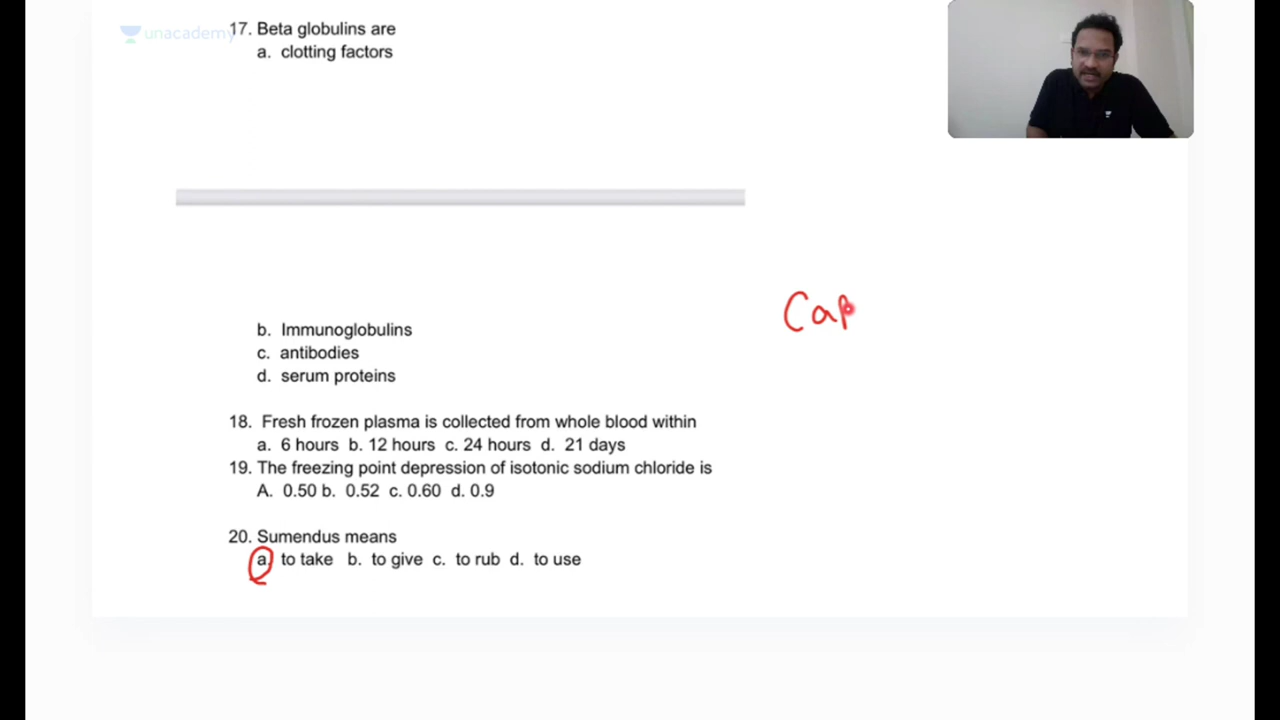 unacademy
17. Beta globulins are
a. clotting factors
Cap
b. Immunoglobulins
c. antibodies
d. serum proteins
18. Fresh frozen plasma is collected from whole blood within
a. 6 hours b. 12 hours c. 24 hours d. 21 days
19. The freezing point depression of isotonic sodium chloride is
A. 0.50 b. 0.52 c. 0.60 d. 0.9
20. Sumendus means
a. to take b. to give c. to rub d. to use